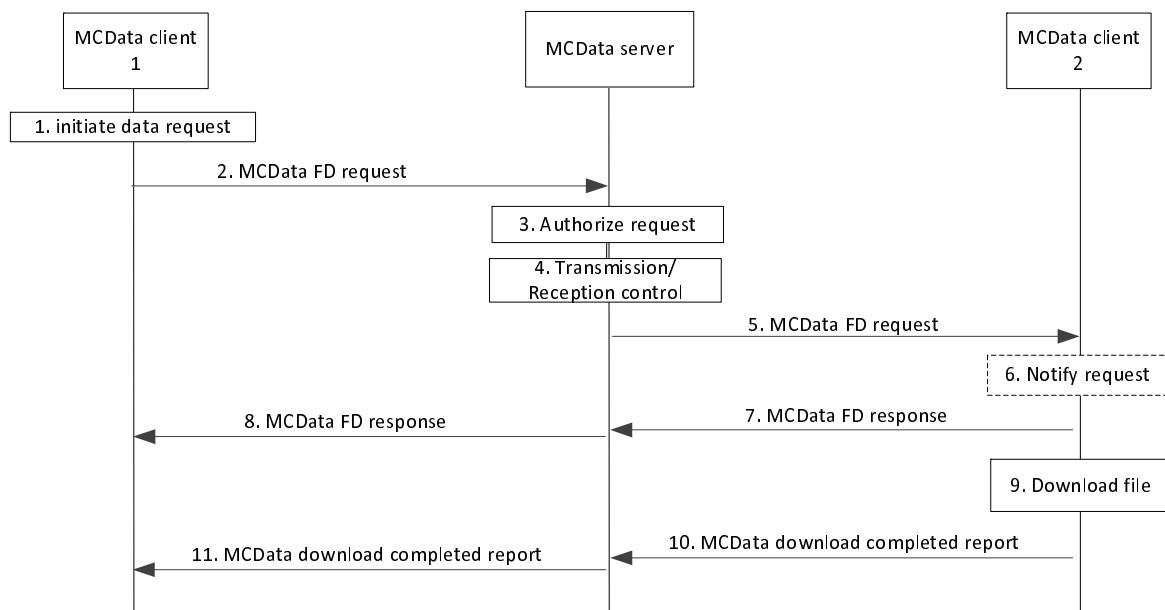 MCData client
1
MCData server
MCData client
2
1. initiate data request
2. MCData FD request
3. Authorize request
4. Transmission/
Reception control
5. MCData FD request
6. Notify request
7. MCData FD response
8. MCData FD response
9. Download file
10. MCData download completed report
11. MCData download completed report